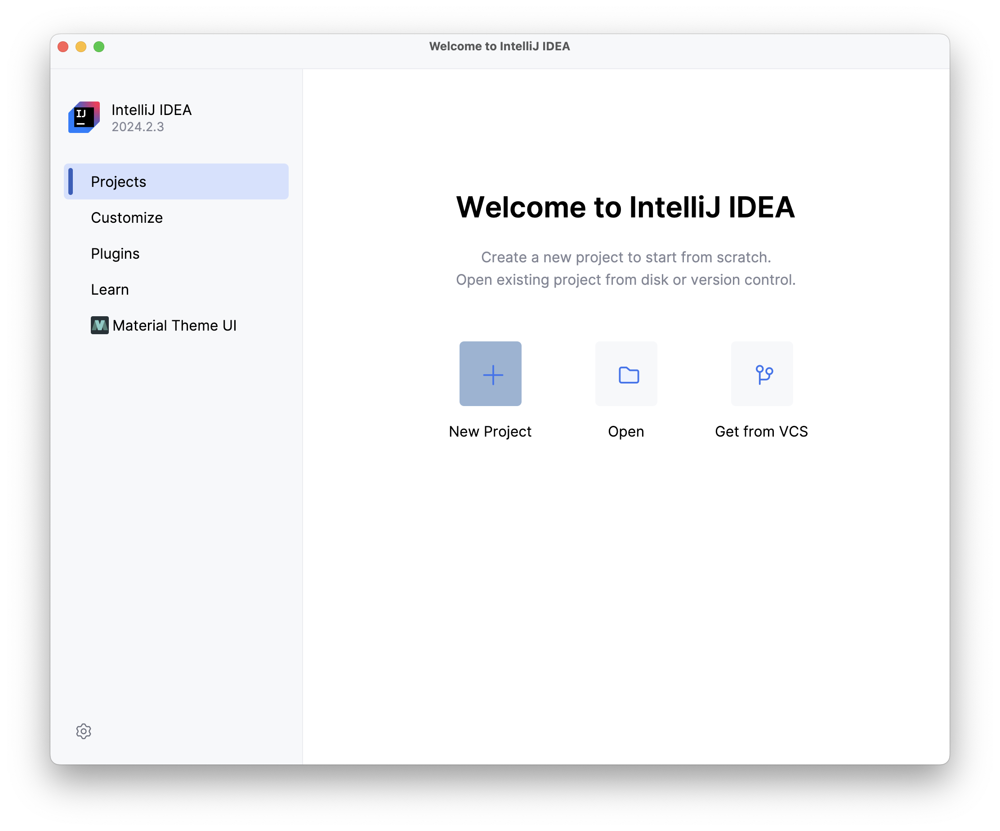 Welcome to IntelliJ IDEA
IJ
IntelliJ IDEA
2024.2.3
Projects
Customize
Plugins
Learn
Material Theme UI
Welcome to IntelliJ IDEA
Create a new project to start from scratch.
Open existing project from disk or version control.
New Project
Open
Get from VCS